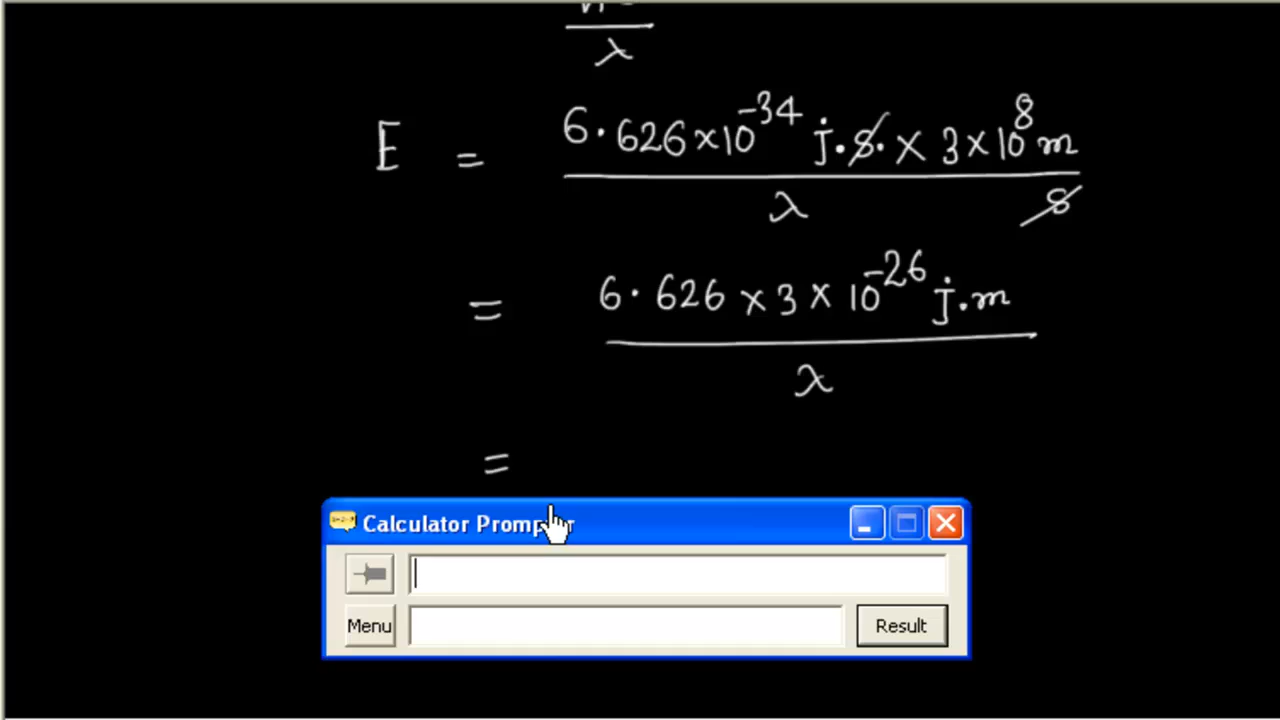 λ
E = 6.626×10⁻³⁴ j.s. × 3×10⁸ m
λ s
= 6.626 × 3 × 10⁻²⁶ j.m
λ
=
Calculator Prompter
Menu Result